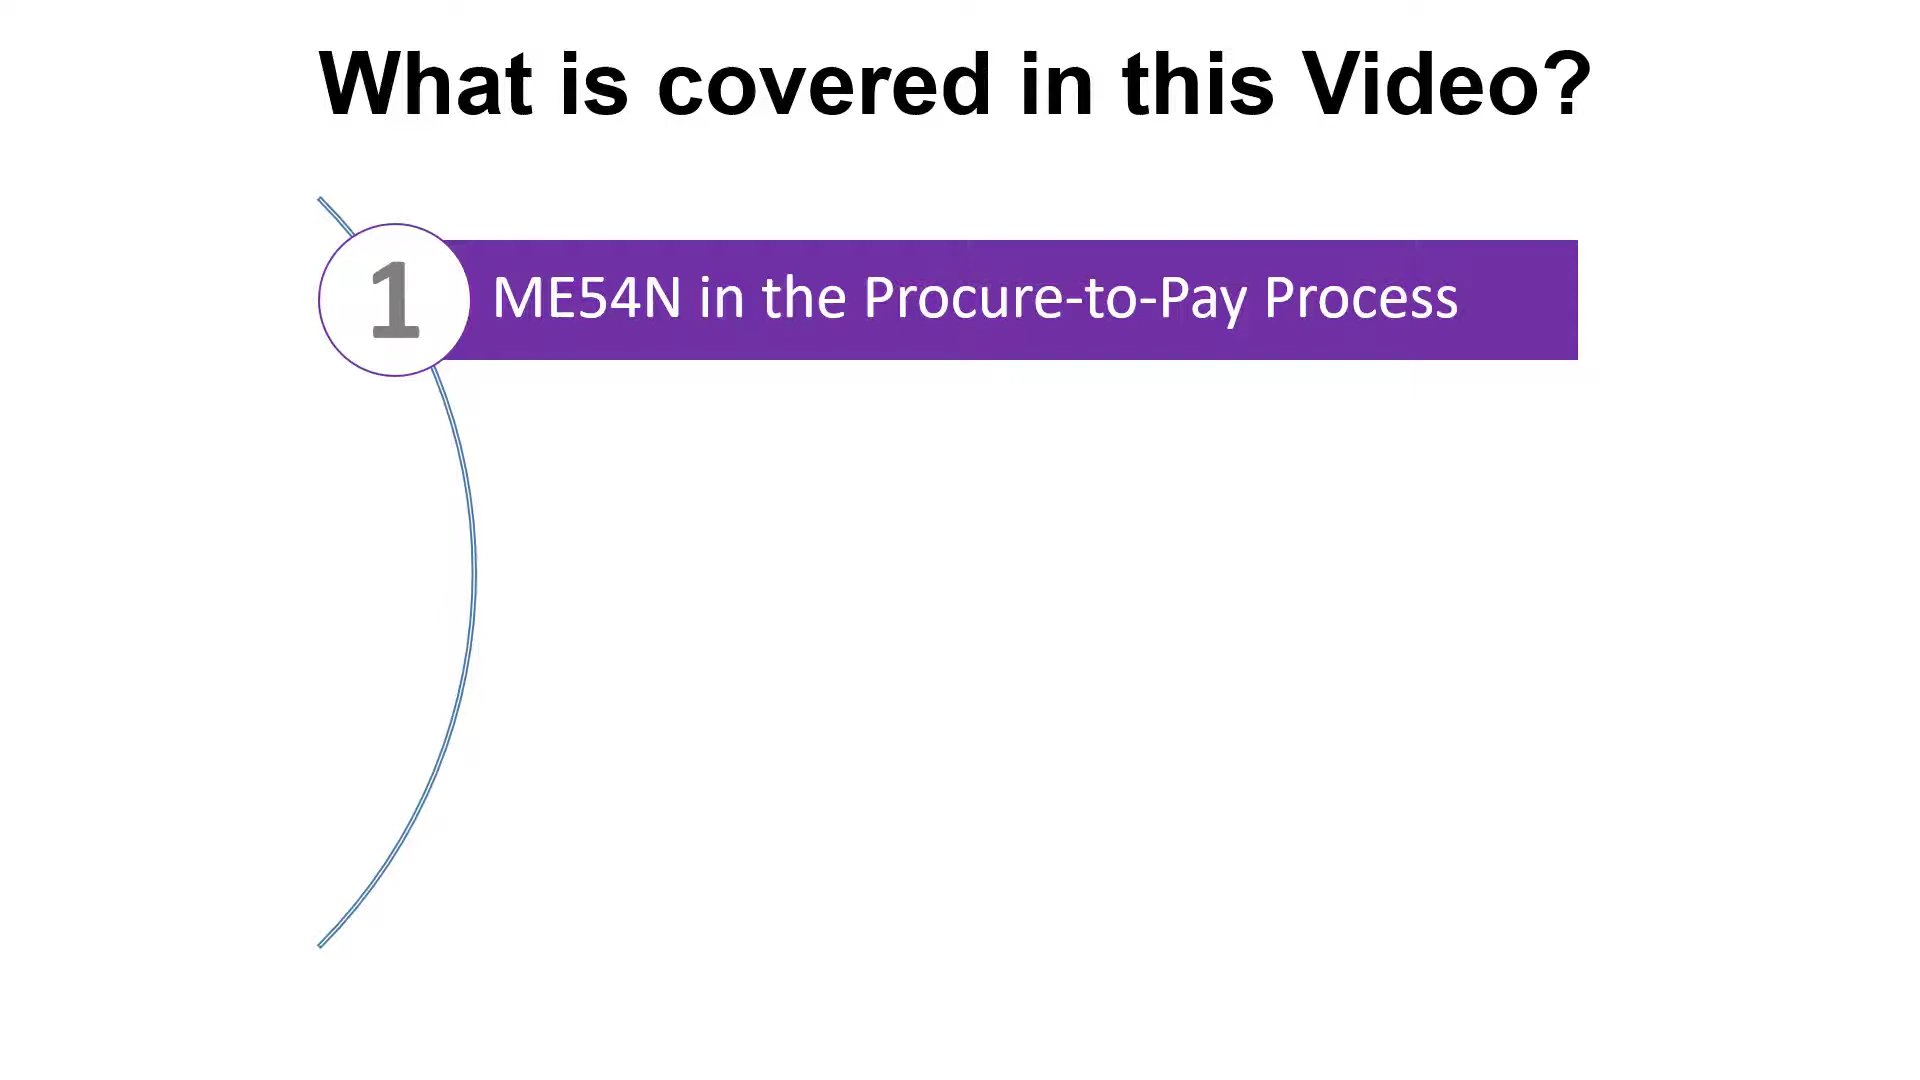 What is covered in this Video?
1
ME54N in the Procure-to-Pay Process